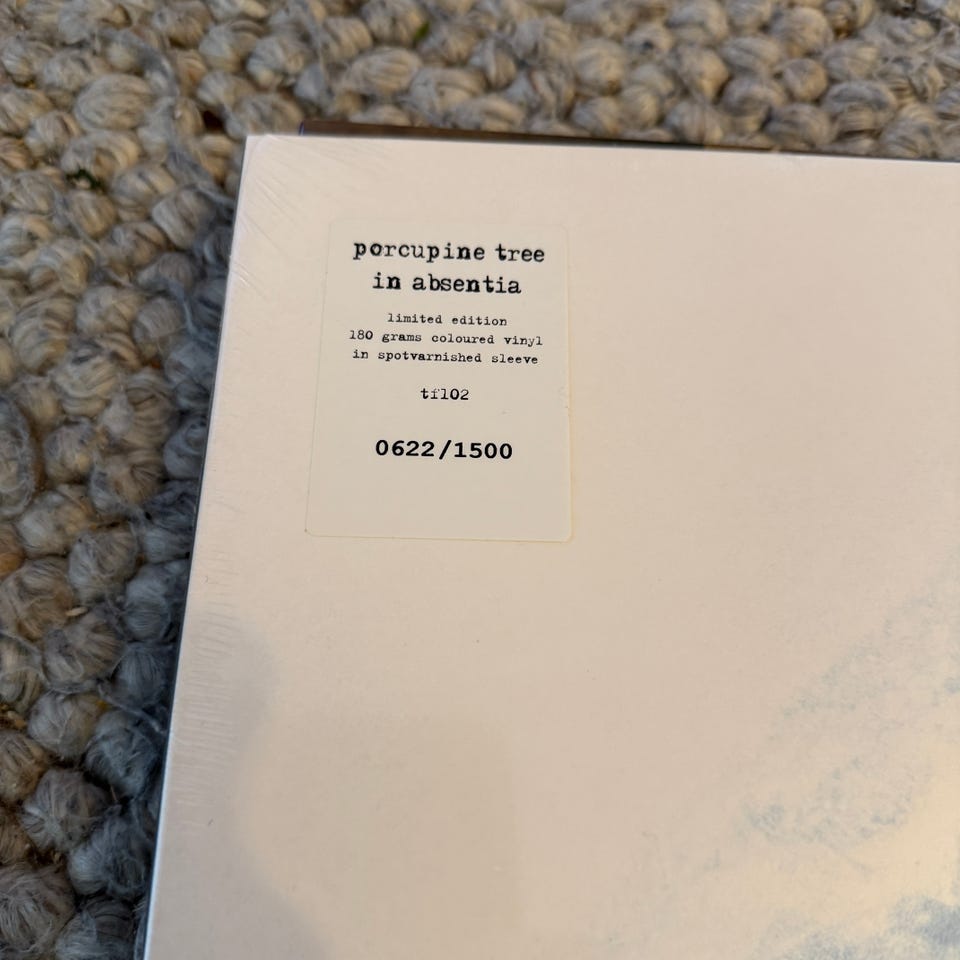 porcupine tree
in absentia
limited edition
180 grams coloured vinyl
in spotvarnished sleeve
tf102
0622/1500